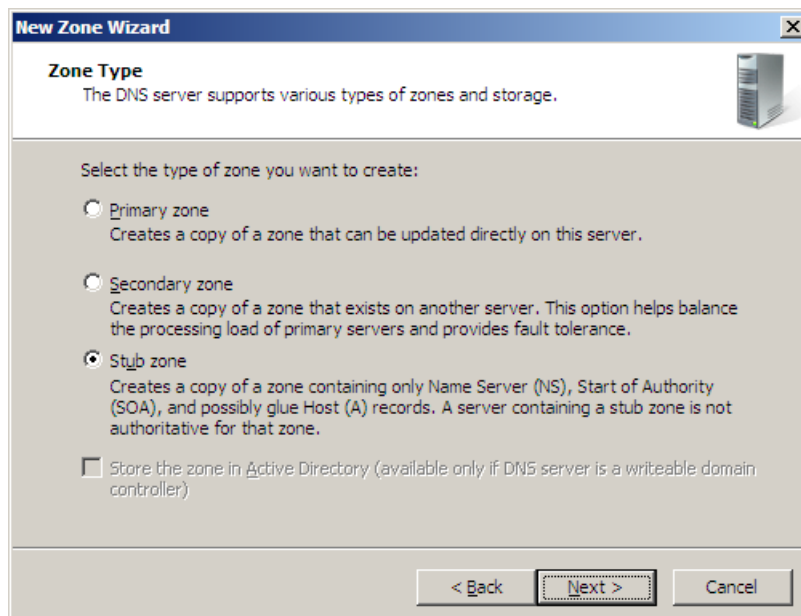 New Zone Wizard
Zone Type
The DNS server supports various types of zones and storage.
Select the type of zone you want to create:
Primary zone
Creates a copy of a zone that can be updated directly on this server.
Secondary zone
Creates a copy of a zone that exists on another server. This option helps balance
the processing load of primary servers and provides fault tolerance.
Stub zone
Creates a copy of a zone containing only Name Server (NS), Start of Authority
(SOA), and possibly glue Host (A) records. A server containing a stub zone is not
authoritative for that zone.
Store the zone in Active Directory (available only if DNS server is a writeable domain
controller)
< Back Next > Cancel